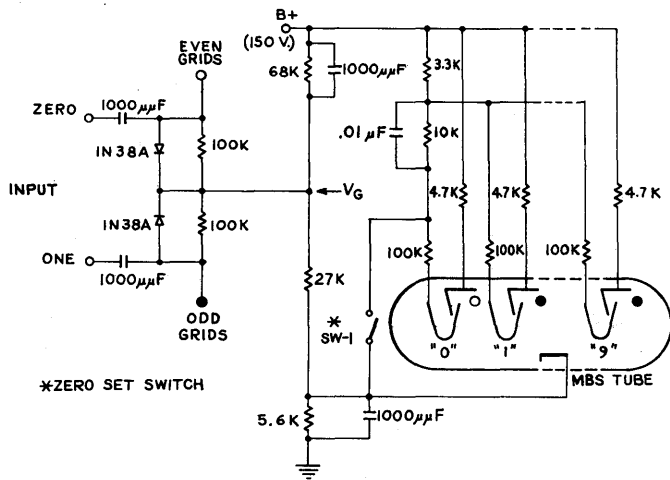 B+
(150 V.)
EVEN
GRIDS
68K
1000µµF
3.3K
ZERO
1000µµF
1N38A
100K
.01µF
10K
INPUT
V_G
4.7K
4.7K
4.7K
1N38A
100K
ONE
1000µµF
100K
100K
100K
27K
ODD
GRIDS
*
SW-1
"0"
"1"
"9"
MBS TUBE
*ZERO SET SWITCH
5.6K
1000µµF